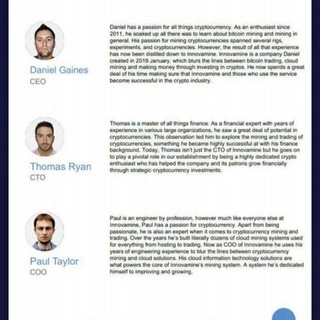 Daniel has a passion for all things cryptocurrency. As an enthusiast since
2011, he soaked up all there was to learn about bitcoin mining and mining in
general. His passion for mining cryptocurrencies spanned several rigs,
experiments, and cryptocurrencies. However, the result of all that experience
has now been distilled down to Innovamine. Innovamine is a company Daniel
created in 2019 January, which blurs the lines between bitcoin trading, cloud
mining and making money through investing in cryptos. He now spends a great
deal of his time making sure that Innovamine and those who use the service
become successful in the crypto industry.
Daniel Gaines
CEO
Thomas is a master of all things finance. As a financial expert with years of
experience in various large organizations, he saw a great deal of potential in
cryptocurrencies. This observation led him to explore the mining and trading of
cryptocurrencies, something he became highly successful at with his finance
background. Today, Thomas isn't just the CTO of Innovamine but he goes on
to play a pivotal role in our establishment by being a highly dedicated crypto
enthusiast who has helped the company and its patrons grow financially
through strategic cryptocurrency investments.
Thomas Ryan
CTO
Paul is an engineer by profession, however much like everyone else at
Innovamine, Paul has a passion for cryptocurrency. Apart from being
passionate, he is also an expert when it comes to cryptocurrency mining and
trading. Over the years he's built literally dozens of cloud mining systems used
for everything from hosting to trading. Now as COO of Innovamine he uses his
years of engineering experience to blur the lines between cryptocurrency
mining and cloud solutions. His cloud information technology solutions are
what powers the core of Innovamine's mining system. A system he's dedicated
himself to improving and growing.
Paul Taylor
COO